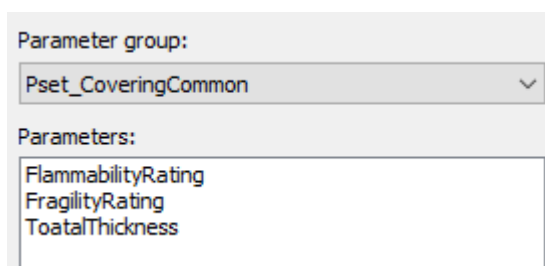 Parameter group:
Pset_CoveringCommon
Parameters:
FlammabilityRating
FragilityRating
ToatalThickness